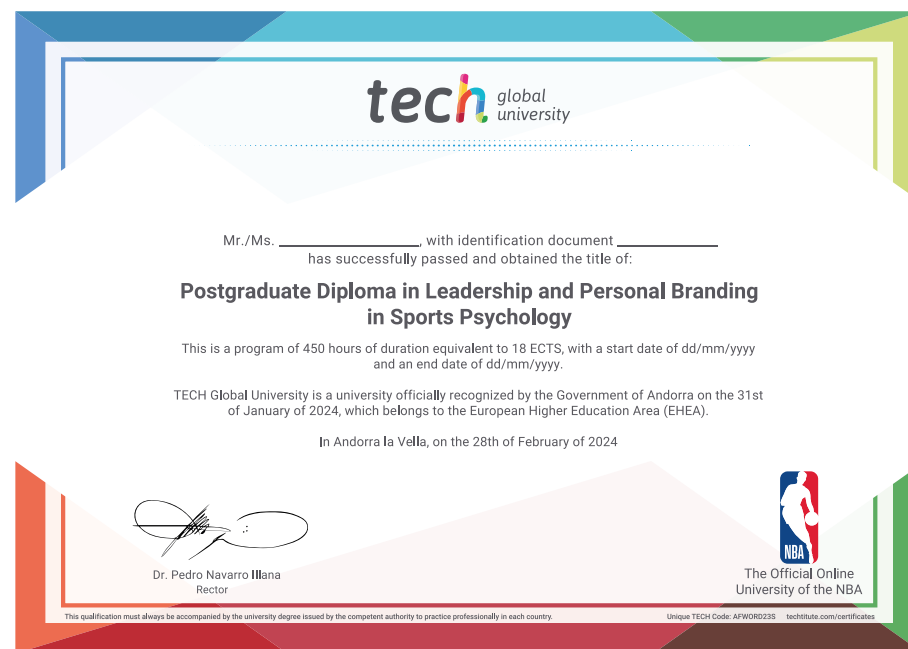 tech global university
Mr./Ms. ____________________, with identification document ______________
has successfully passed and obtained the title of:
Postgraduate Diploma in Leadership and Personal Branding
in Sports Psychology
This is a program of 450 hours of duration equivalent to 18 ECTS, with a start date of dd/mm/yyyy
and an end date of dd/mm/yyyy.
TECH Global University is a university officially recognized by the Government of Andorra on the 31st
of January of 2024, which belongs to the European Higher Education Area (EHEA).
In Andorra la Vella, on the 28th of February of 2024
Dr. Pedro Navarro Illana
Rector
NBA
The Official Online
University of the NBA
This qualification must always be accompanied by the university degree issued by the competent authority to practice professionally in each country.
Unique TECH Code: AFWORD23S techtitute.com/certificates